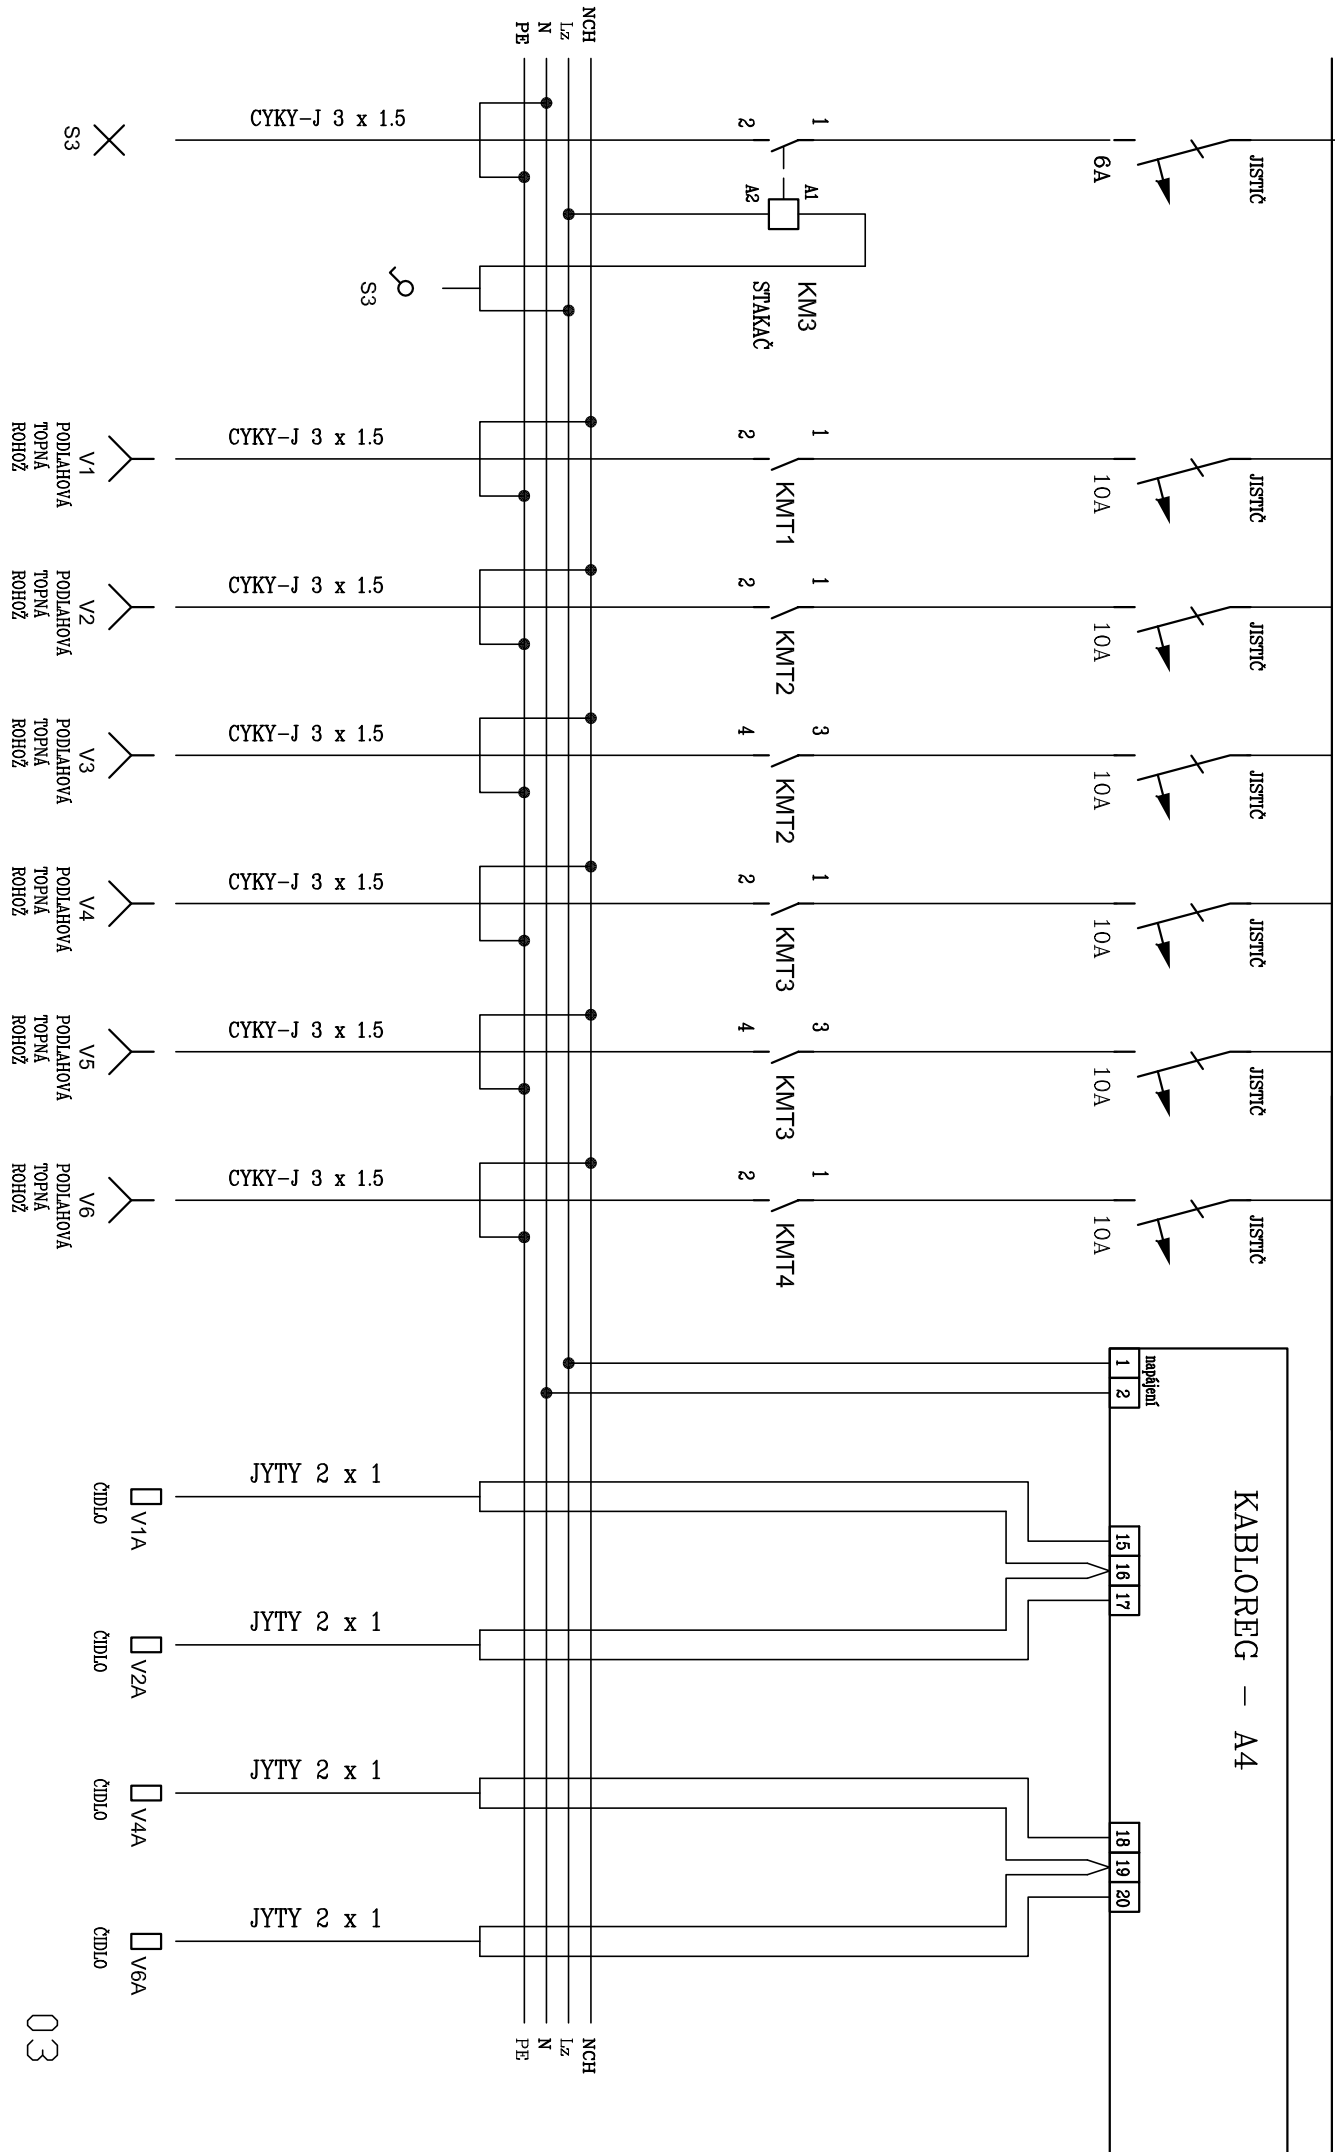 NCH
Lz
N
PE
JISTIČ
6A
1
2
A1
A2
KM3
STAKAČ
CYKY-J 3 x 1.5
S3
S3
JISTIČ
10A
1
2
KMT1
CYKY-J 3 x 1.5
V1
PODLAHOVÁ
TOPNÁ
ROHOŽ
JISTIČ
10A
1
2
KMT2
CYKY-J 3 x 1.5
V2
PODLAHOVÁ
TOPNÁ
ROHOŽ
JISTIČ
10A
3
4
KMT2
CYKY-J 3 x 1.5
V3
PODLAHOVÁ
TOPNÁ
ROHOŽ
JISTIČ
10A
1
2
KMT3
CYKY-J 3 x 1.5
V4
PODLAHOVÁ
TOPNÁ
ROHOŽ
JISTIČ
10A
3
4
KMT3
CYKY-J 3 x 1.5
V5
PODLAHOVÁ
TOPNÁ
ROHOŽ
JISTIČ
10A
1
2
KMT4
CYKY-J 3 x 1.5
V6
PODLAHOVÁ
TOPNÁ
ROHOŽ
KABLOREG - A4
napájení
1 2
15 16 17
18 19 20
JYTY 2 x 1
V1A
ČIDLO
JYTY 2 x 1
V2A
ČIDLO
JYTY 2 x 1
V4A
ČIDLO
JYTY 2 x 1
V6A
ČIDLO
NCH
Lz
N
PE
03